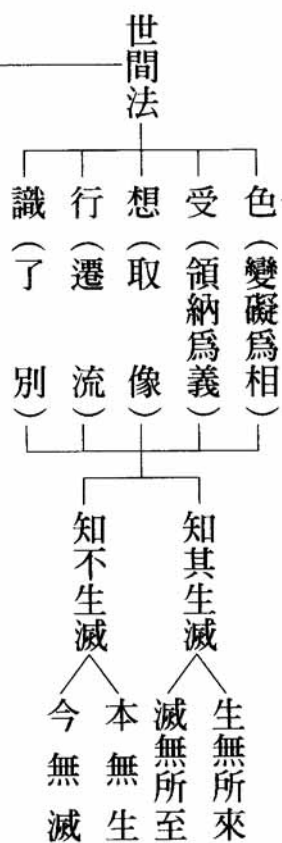 世間法
色（變礙爲相）
受（領納爲義）
想（取像）
行（遷流）
識（了別）
知其生滅
生無所來
滅無所至
知不生滅
本無生
今無滅